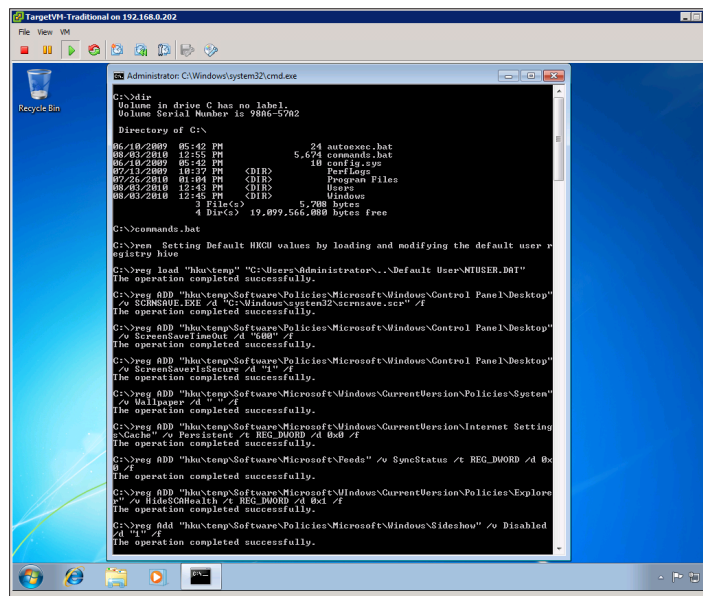 TargetVM-Traditional on 192.168.0.202
File View VM
Recycle Bin
Administrator: C:\Windows\system32\cmd.exe
C:\>dir
Volume in drive C has no label.
Volume Serial Number is 98A6-57A2
Directory of C:\
06/10/2009 05:42 PM 24 autoexec.bat
08/03/2010 12:55 PM 5,674 commands.bat
06/10/2009 05:42 PM 10 config.sys
07/13/2009 10:37 PM <DIR> PerfLogs
07/26/2010 01:04 PM <DIR> Program Files
08/03/2010 12:43 PM <DIR> Users
08/03/2010 12:45 PM <DIR> Windows
3 File(s) 5,708 bytes
4 Dir(s) 19,099,566,080 bytes free
C:\>commands.bat
C:\>rem Setting Default HKCU values by loading and modifying the default user r
egistry hive
C:\>reg load "hku\temp" "C:\Users\Administrator\..\Default User\NTUSER.DAT"
The operation completed successfully.
C:\>reg ADD "hku\temp\Software\Policies\Microsoft\Windows\Control Panel\Desktop"
/v SCRNSAVE.EXE /d "C:\Windows\system32\scrnsave.scr" /f
The operation completed successfully.
C:\>reg ADD "hku\temp\Software\Policies\Microsoft\Windows\Control Panel\Desktop"
/v ScreenSaveTimeOut /d "600" /f
The operation completed successfully.
C:\>reg ADD "hku\temp\Software\Policies\Microsoft\Windows\Control Panel\Desktop"
/v ScreenSaverIsSecure /d "1" /f
The operation completed successfully.
C:\>reg ADD "hku\temp\Software\Microsoft\Windows\CurrentVersion\Policies\System"
/v Wallpaper /d " " /f
The operation completed successfully.
C:\>reg ADD "hku\temp\Software\Microsoft\Windows\CurrentVersion\Internet Setting
s\Cache" /v Persistent /t REG_DWORD /d 0x0 /f
The operation completed successfully.
C:\>reg ADD "hku\temp\Software\Microsoft\Feeds" /v SyncStatus /t REG_DWORD /d 0x
0 /f
The operation completed successfully.
C:\>reg ADD "hku\temp\Software\Microsoft\WIndows\CurrentVersion\Policies\Explore
r" /v HideSCAHealth /t REG_DWORD /d 0x1 /f
The operation completed successfully.
C:\>reg Add "hku\temp\Software\Policies\Microsoft\Windows\Sideshow" /v Disabled
/d "1" /f
The operation completed successfully.